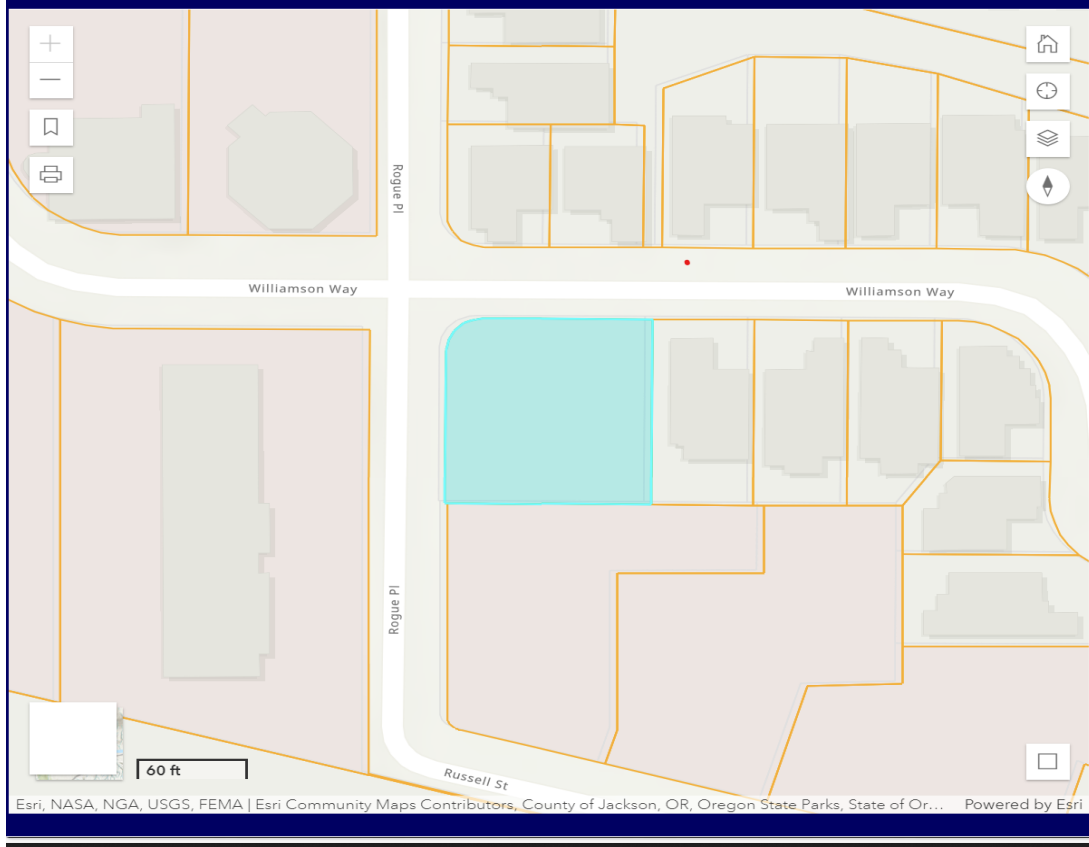 Rogue Pl
Williamson Way
Williamson Way
Rogue Pl
60 ft
Russell St
Esri, NASA, NGA, USGS, FEMA | Esri Community Maps Contributors, County of Jackson, OR, Oregon State Parks, State of Or...
Powered by Esri